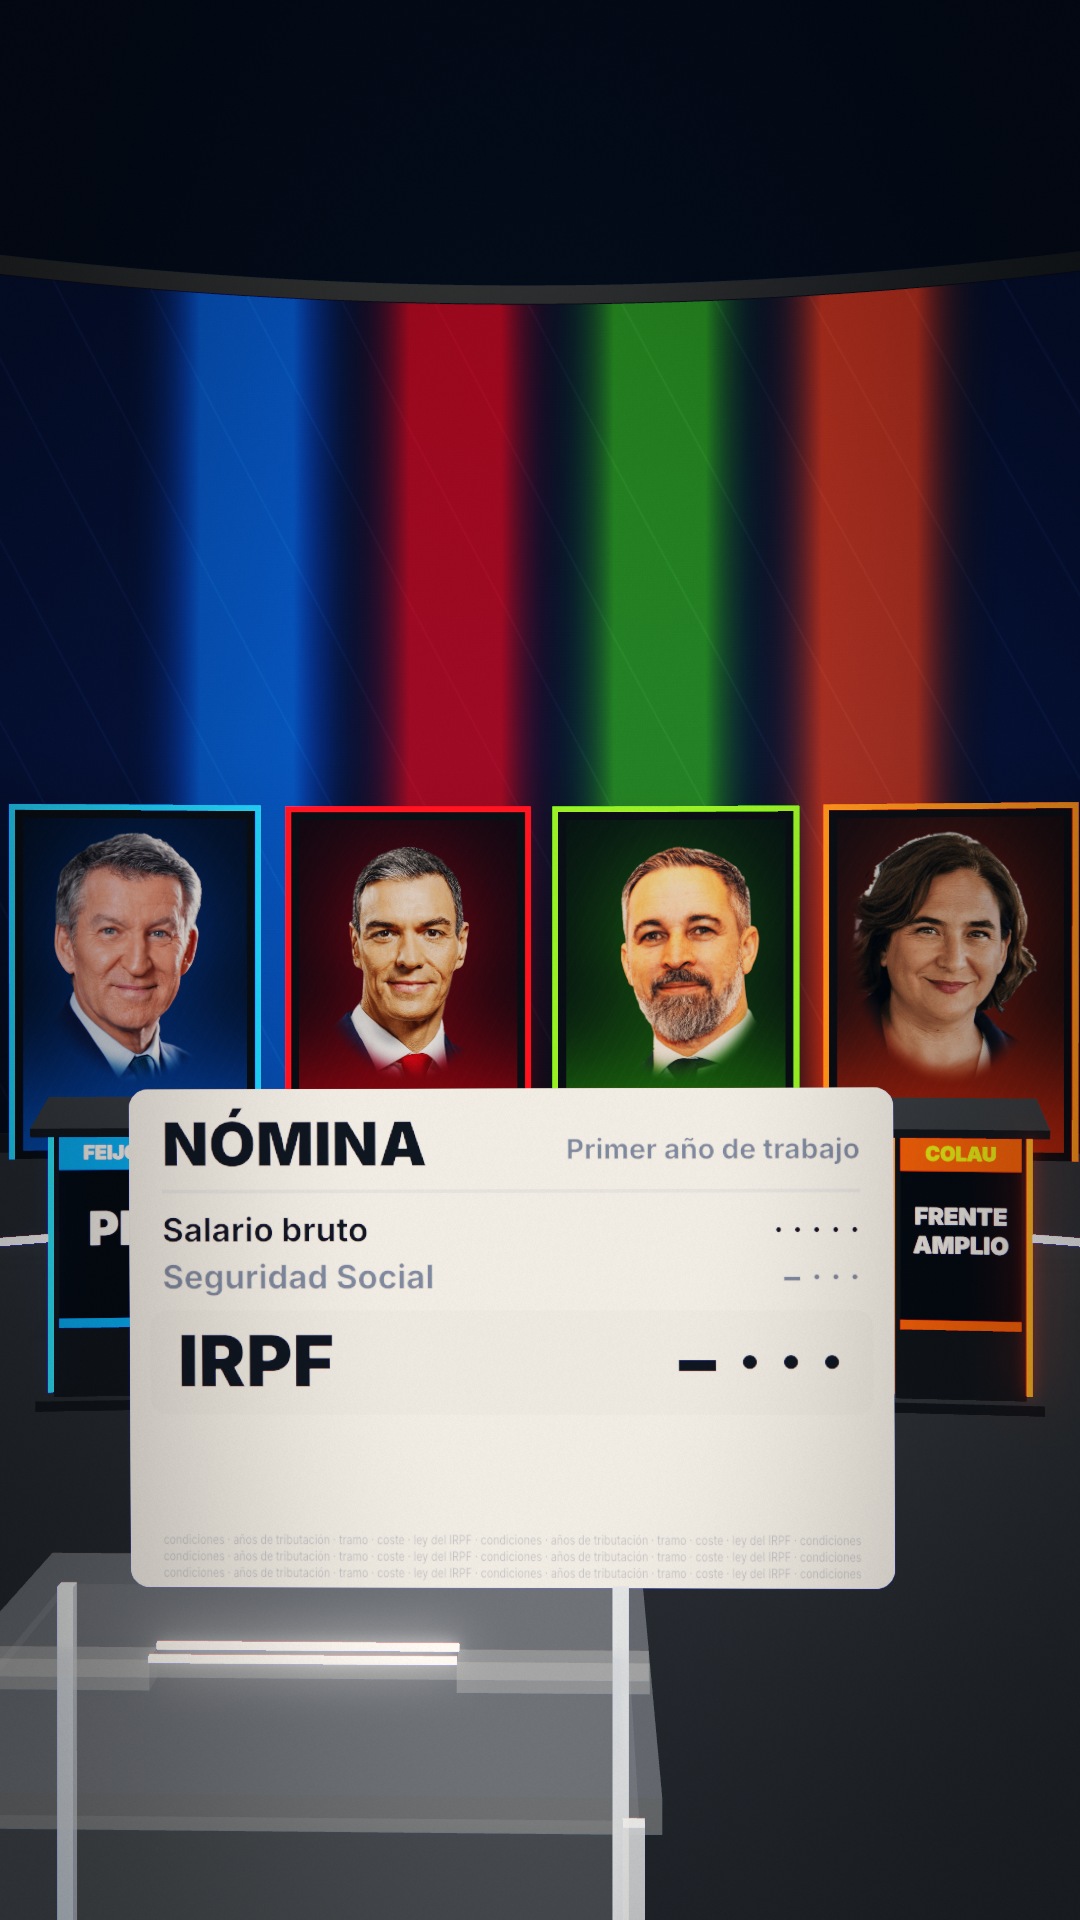 FEIJ
COLAU
P
FRENTE
AMPLIO
NÓMINA
Primer año de trabajo
Salario bruto
· · · · ·
Seguridad Social
– · · ·
IRPF
– • • •
condiciones · años de tributación · tramo · coste · ley del IRPF · condiciones · años de tributación · tramo · coste · ley del IRPF · condiciones
condiciones · años de tributación · tramo · coste · ley del IRPF · condiciones · años de tributación · tramo · coste · ley del IRPF · condiciones
condiciones · años de tributación · tramo · coste · ley del IRPF · condiciones · años de tributación · tramo · coste · ley del IRPF · condiciones